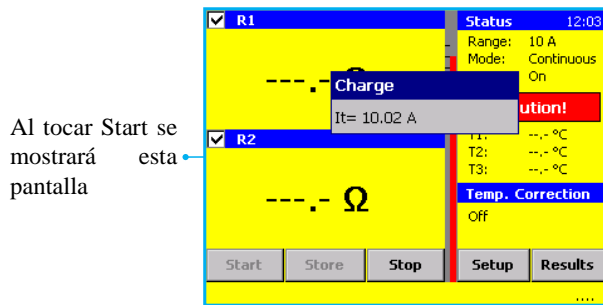 Al tocar Start se
mostrará esta
pantalla
R1
---.-
R2
---.- Ω
Charge
It= 10.02 A
Status 12:03
Range: 10 A
Mode: Continuous
On
ution!
T1: --.- °C
T2: --.- °C
T3: --.- °C
Temp. Correction
Off
Start Store Stop Setup Results
....